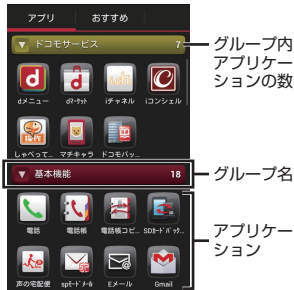 アプリ おすすめ
ドコモサービス 7
dメニュー dマーケット iチャネル iコンシェル
しゃべって… マチキャラ ドコモバッ…
基本機能 18
電話 電話帳 電話帳コピ… SDカードバック…
声の宅配便 spモードメール Eメール Gmail
グループ内
アプリケー
ションの数
グループ名
アプリケー
ション